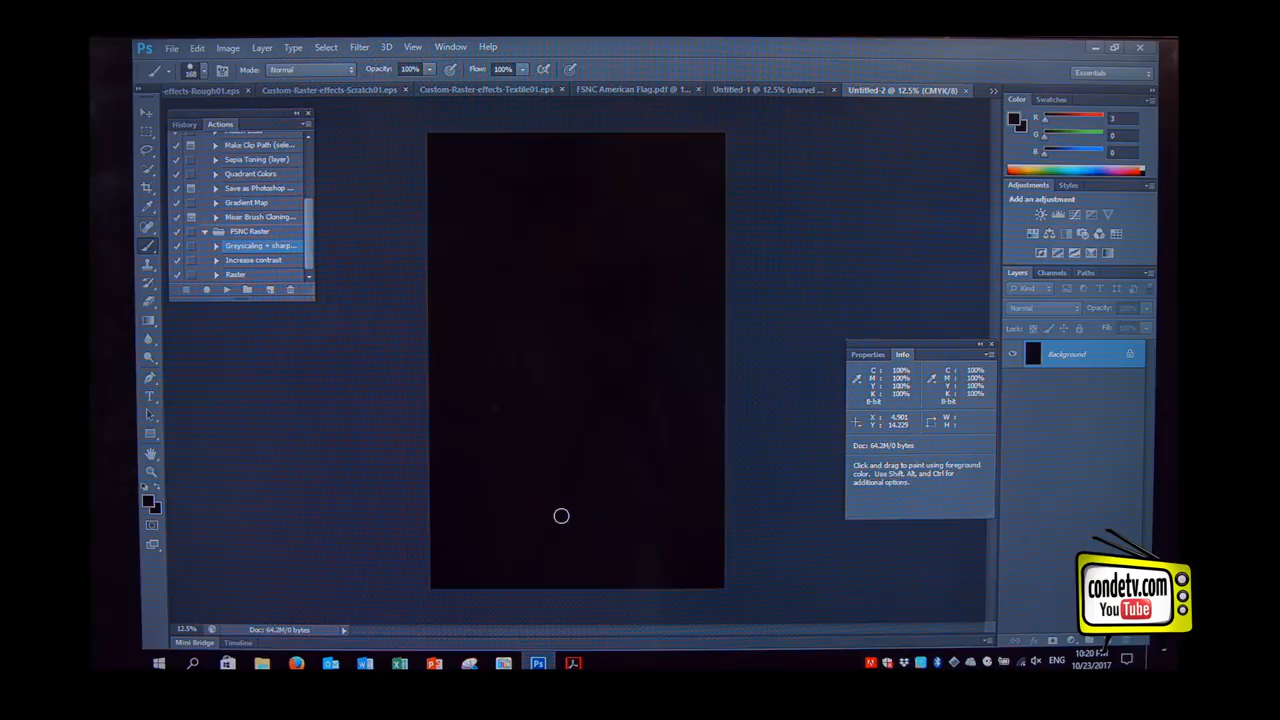 Ps File Edit Image Layer Type Select Filter 3D View Window Help
168 Mode: Normal Opacity: 100% Flow: 100% Essentials
-effects-Rough01.eps × Custom-Raster-effects-Scratch01.eps × Custom-Raster-effects-Textile01.eps × FSNC American Flag.pdf @ 1... × Untitled-1 @ 12.5% (marvel ... × Untitled-2 @ 12.5% (CMYK/8) ×
History Actions
Make Clip Path (sele...
Sepia Toning (layer)
Quadrant Colors
Save as Photoshop ...
Gradient Map
Mixer Brush Cloning...
FSNC Raster
Greyscaling + sharp...
Increase contrast
Raster
Color Swatches
R 3
G 0
B 0
Adjustments Styles
Add an adjustment
Layers Channels Paths
Kind
Normal Opacity: 100%
Lock: Fill: 100%
Background
Properties Info
C : 100% C : 100%
M : 100% M : 100%
Y : 100% Y : 100%
K : 100% K : 100%
8-bit 8-bit
X : 4.901 W :
Y : 14.229 H :
Doc: 64.2M/0 bytes
Click and drag to paint using foreground
color. Use Shift, Alt, and Ctrl for
additional options.
12.5% Doc: 64.2M/0 bytes
Mini Bridge Timeline
ENG 10:20 PM
10/23/2017
condetv.com
YouTube